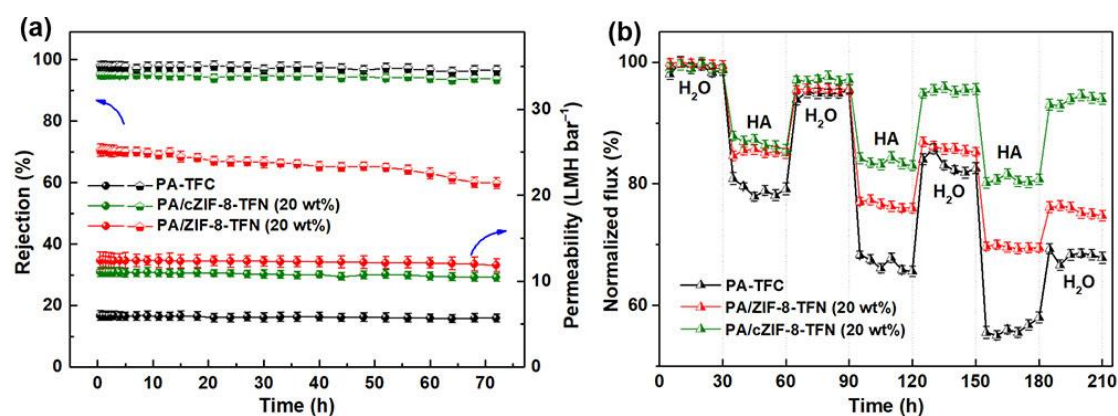 (a)
100
80
60
40
20
0
Rejection (%)
PA-TFC
PA/cZIF-8-TFN (20 wt%)
PA/ZIF-8-TFN (20 wt%)
30
20
10
0
Permeability (LMH bar⁻¹)
0 10 20 30 40 50 60 70
Time (h)
(b)
100
80
60
Normalized flux (%)
H₂O
HA
H₂O
HA
H₂O
HA
H₂O
PA-TFC
PA/ZIF-8-TFN (20 wt%)
PA/cZIF-8-TFN (20 wt%)
0 30 60 90 120 150 180 210
Time (h)